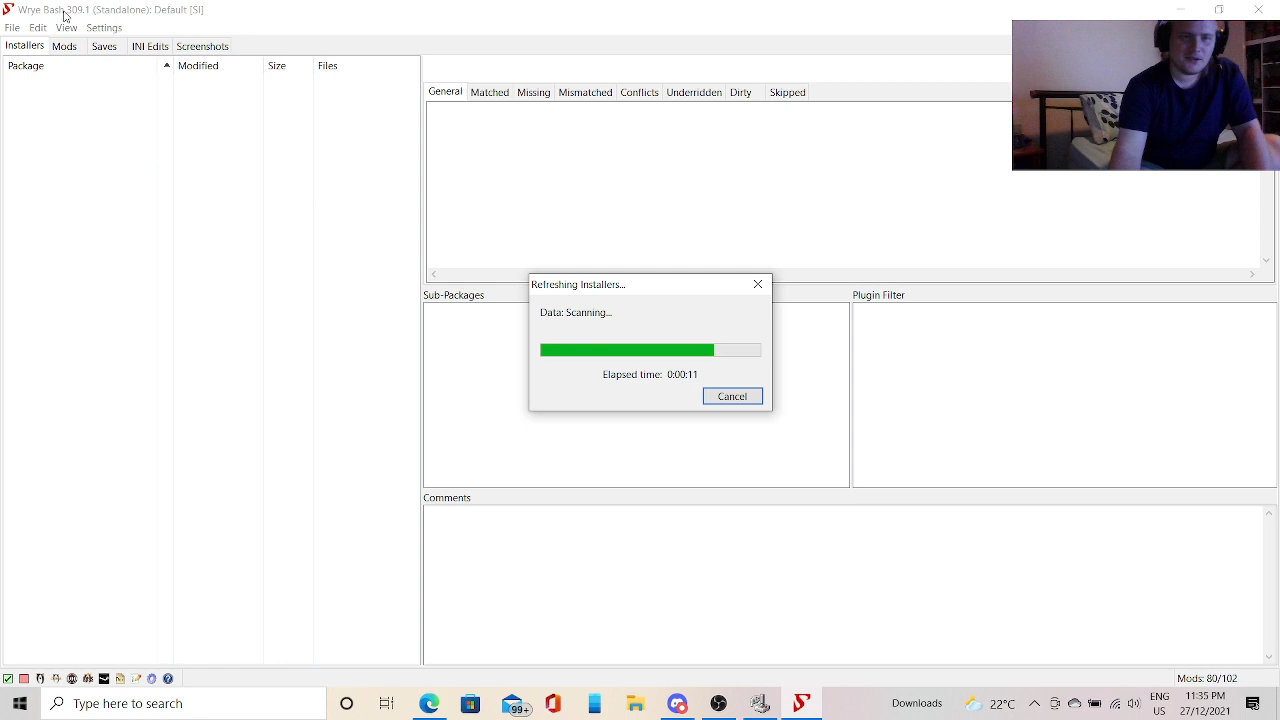 Wrye Bash 309.1 (Standalone): Default [SI]
File Edit View Settings
Installers Mods Saves INI Edits Screenshots
Package Modified Size Files
General Matched Missing Mismatched Conflicts Underridden Dirty Skipped
Refreshing Installers...
Data: Scanning...
Elapsed time: 0:00:11
Cancel
Sub-Packages
Plugin Filter
Comments
Mods: 80/102
Type here to search
99+
Downloads
22°C
ENG
US
11:35 PM
27/12/2021